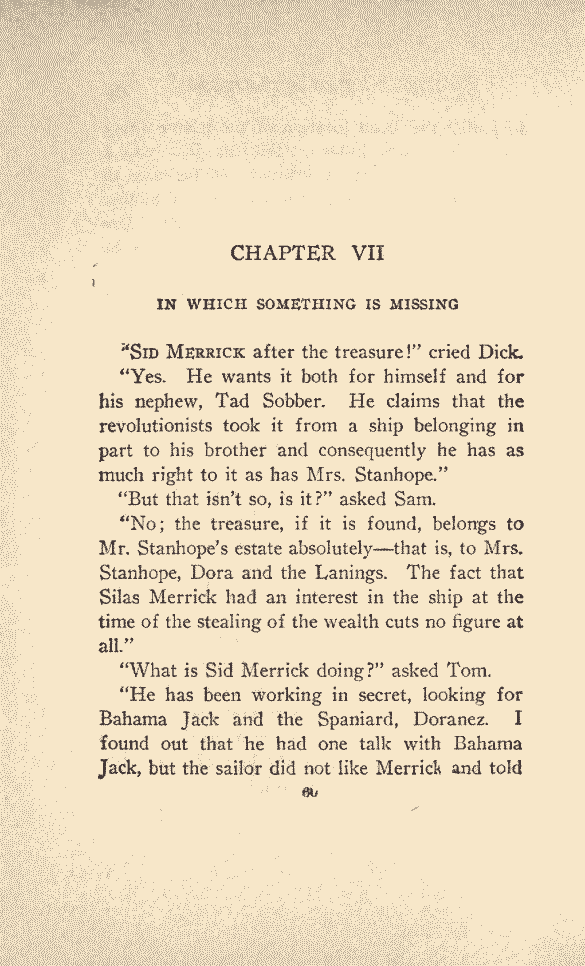 CHAPTER VII
IN WHICH SOMETHING IS MISSING
“SID MERRICK after the treasure!” cried Dick.
“Yes. He wants it both for himself and for
his nephew, Tad Sobber. He claims that the
revolutionists took it from a ship belonging in
part to his brother and consequently he has as
much right to it as has Mrs. Stanhope.”
“But that isn't so, is it?” asked Sam.
“No; the treasure, if it is found, belongs to
Mr. Stanhope's estate absolutely—that is, to Mrs.
Stanhope, Dora and the Lanings. The fact that
Silas Merrick had an interest in the ship at the
time of the stealing of the wealth cuts no figure at
all.”
“What is Sid Merrick doing?” asked Tom.
“He has been working in secret, looking for
Bahama Jack and the Spaniard, Doranez. I
found out that he had one talk with Bahama
Jack, but the sailor did not like Merrick and told